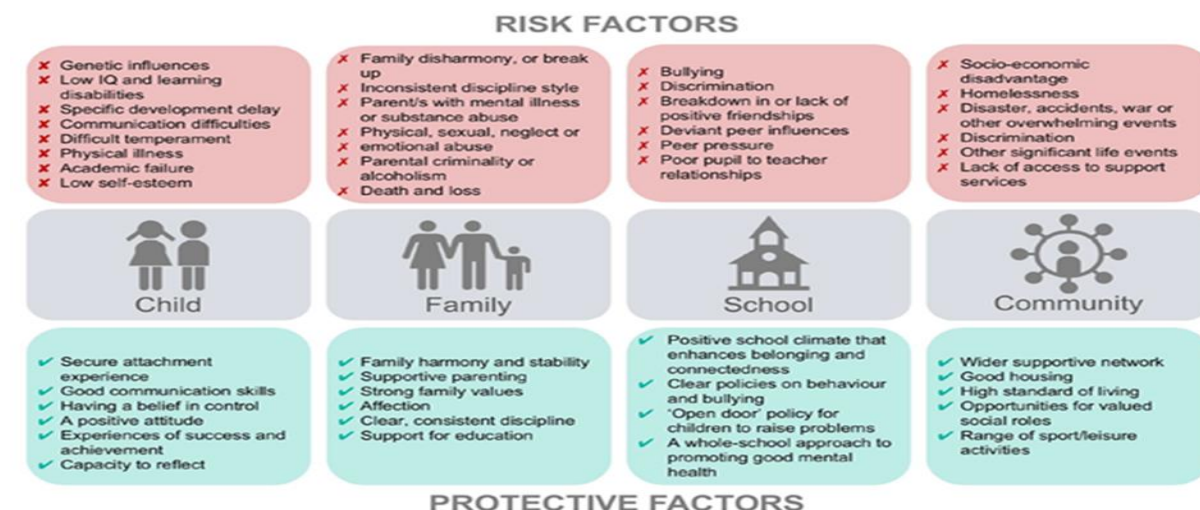 RISK FACTORS
✗ Genetic influences
✗ Low IQ and learning
disabilities
✗ Specific development delay
✗ Communication difficulties
✗ Difficult temperament
✗ Physical illness
✗ Academic failure
✗ Low self-esteem
✗ Family disharmony, or break
up
✗ Inconsistent discipline style
✗ Parent/s with mental illness
or substance abuse
✗ Physical, sexual, neglect or
✗ emotional abuse
✗ Parental criminality or
alcoholism
✗ Death and loss
✗ Bullying
✗ Discrimination
✗ Breakdown in or lack of
positive friendships
✗ Deviant peer influences
✗ Peer pressure
✗ Poor pupil to teacher
relationships
✗ Socio-economic
disadvantage
✗ Homelessness
✗ Disaster, accidents, war or
other overwhelming events
✗ Discrimination
✗ Other significant life events
✗ Lack of access to support
services
Child
Family
School
Community
✔ Secure attachment
experience
✔ Good communication skills
✔ Having a belief in control
✔ A positive attitude
✔ Experiences of success and
achievement
✔ Capacity to reflect
✔ Family harmony and stability
✔ Supportive parenting
✔ Strong family values
✔ Affection
✔ Clear, consistent discipline
✔ Support for education
✔ Positive school climate that
enhances belonging and
connectedness
✔ Clear policies on behaviour
and bullying
✔ 'Open door' policy for
children to raise problems
✔ A whole-school approach to
promoting good mental
health
✔ Wider supportive network
✔ Good housing
✔ High standard of living
✔ Opportunities for valued
social roles
✔ Range of sport/leisure
activities
PROTECTIVE FACTORS